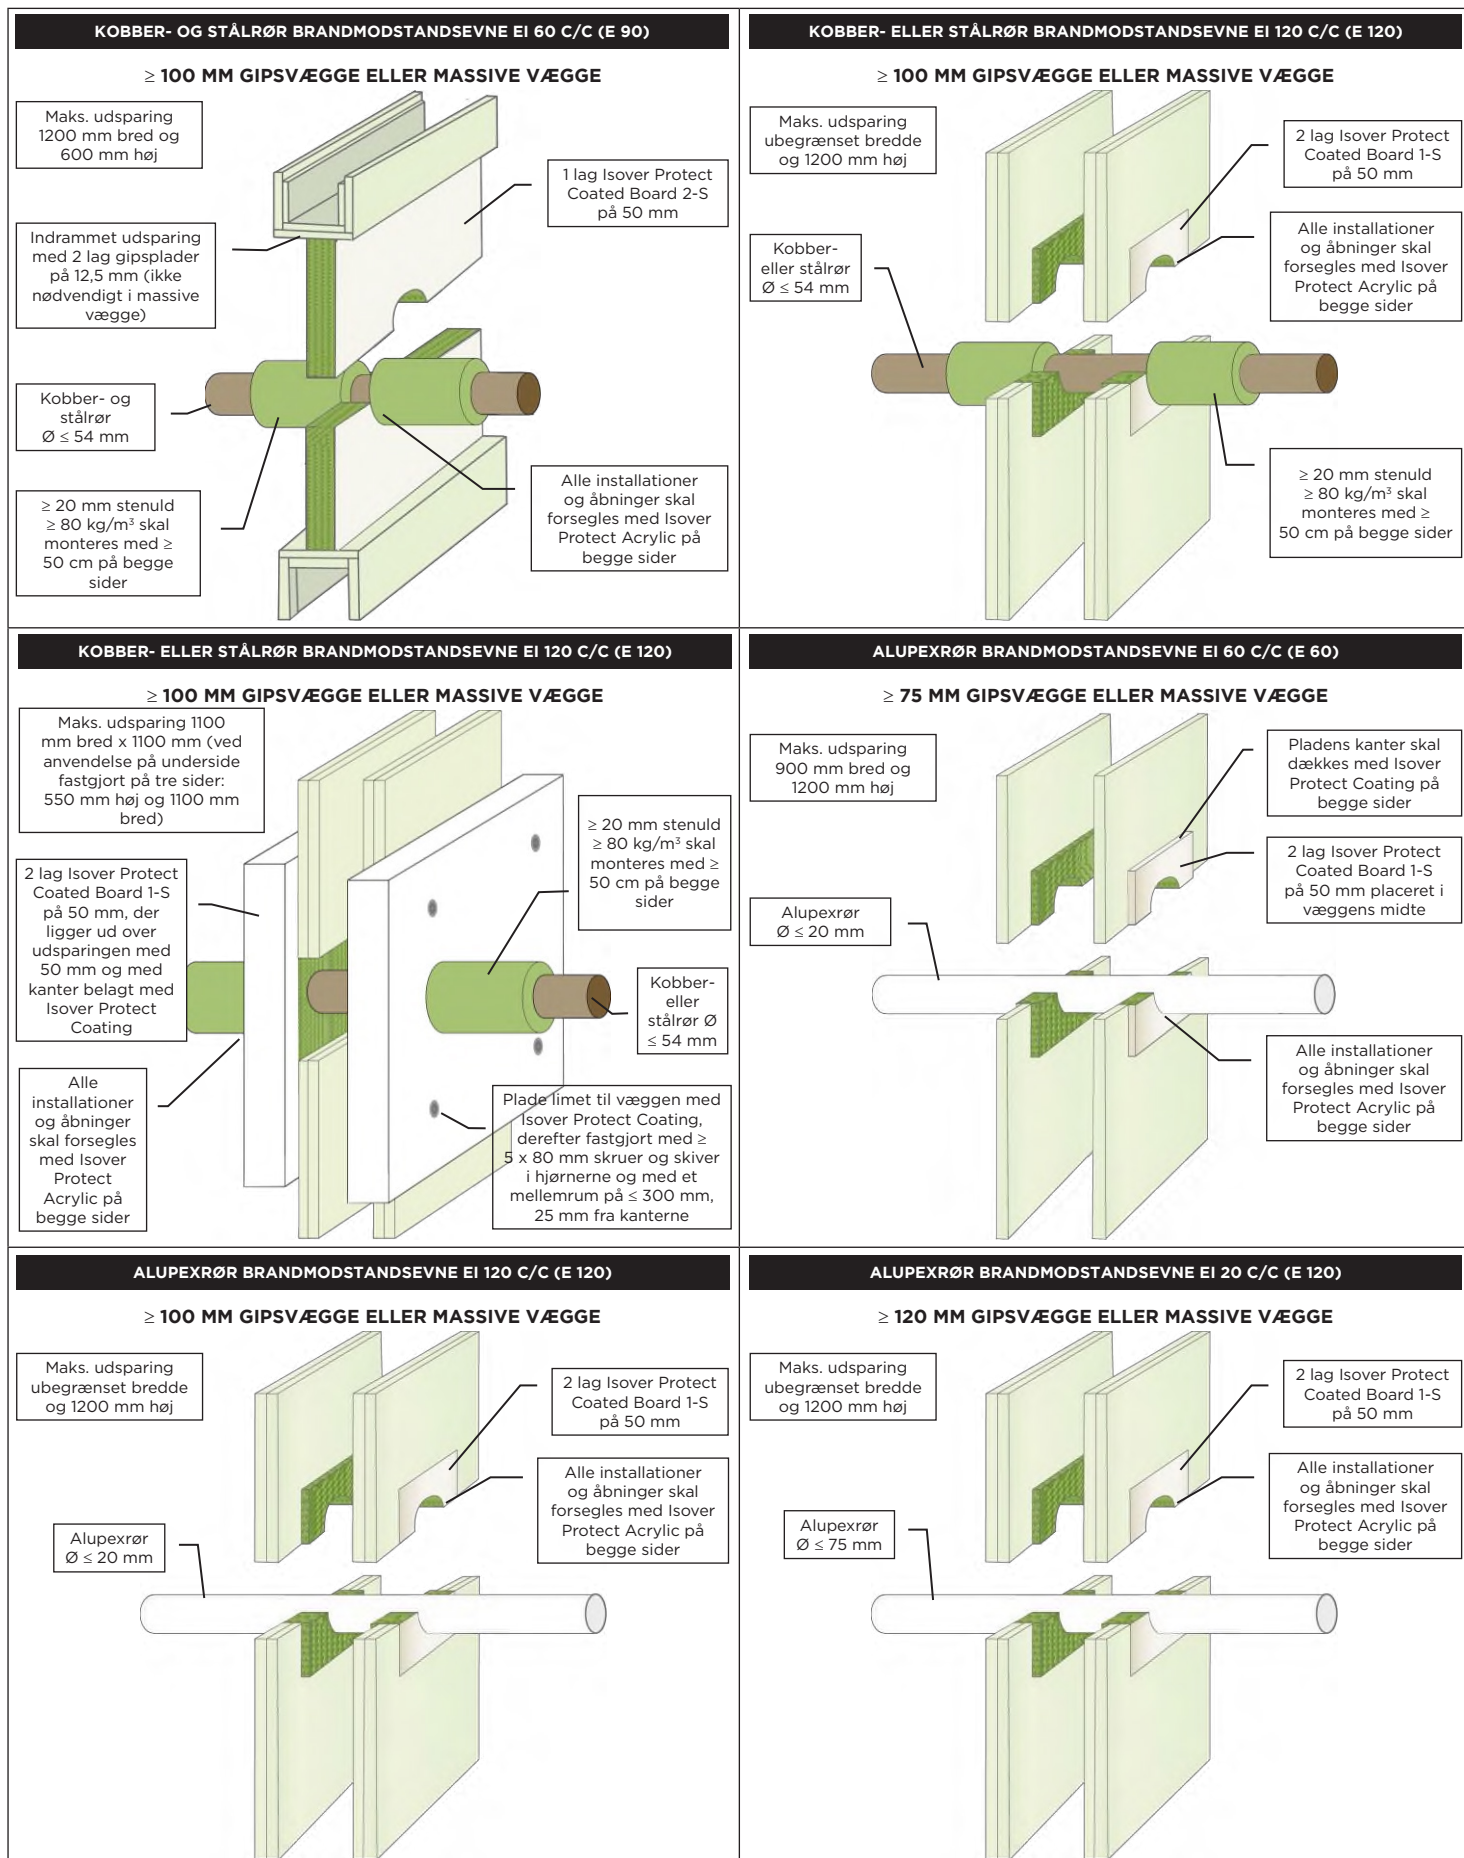 KOBBER- OG STÅLRØR BRANDMODSTANDSEVNE EI 60 C/C (E 90)
≥ 100 MM GIPSVÆGGE ELLER MASSIVE VÆGGE
Maks. udsparing
1200 mm bred og
600 mm høj
1 lag Isover Protect
Coated Board 2-S
på 50 mm
Indrammet udsparing
med 2 lag gipsplader
på 12,5 mm (ikke
nødvendigt i massive
vægge)
Kobber- og
stålrør
Ø ≤ 54 mm
≥ 20 mm stenuld
≥ 80 kg/m³ skal
monteres med ≥
50 cm på begge
sider
Alle installationer
og åbninger skal
forsegles med Isover
Protect Acrylic på
begge sider
KOBBER- ELLER STÅLRØR BRANDMODSTANDSEVNE EI 120 C/C (E 120)
≥ 100 MM GIPSVÆGGE ELLER MASSIVE VÆGGE
Maks. udsparing
ubegrænset bredde
og 1200 mm høj
2 lag Isover Protect
Coated Board 1-S
på 50 mm
Kobber-
eller stålrør
Ø ≤ 54 mm
Alle installationer
og åbninger skal
forsegles med Isover
Protect Acrylic på
begge sider
≥ 20 mm stenuld
≥ 80 kg/m³ skal
monteres med ≥
50 cm på begge sider
KOBBER- ELLER STÅLRØR BRANDMODSTANDSEVNE EI 120 C/C (E 120)
≥ 100 MM GIPSVÆGGE ELLER MASSIVE VÆGGE
Maks. udsparing 1100
mm bred x 1100 mm (ved
anvendelse på underside
fastgjort på tre sider:
550 mm høj og 1100 mm
bred)
≥ 20 mm stenuld
≥ 80 kg/m³ skal
monteres med ≥
50 cm på begge
sider
2 lag Isover Protect
Coated Board 1-S
på 50 mm, der
ligger ud over
udsparingen med
50 mm og med
kanter belagt med
Isover Protect
Coating
Kobber-
eller
stålrør Ø
≤ 54 mm
Alle
installationer
og åbninger
skal forsegles
med Isover
Protect
Acrylic på
begge sider
Plade limet til væggen med
Isover Protect Coating,
derefter fastgjort med ≥
5 x 80 mm skruer og skiver
i hjørnerne og med et
mellemrum på ≤ 300 mm,
25 mm fra kanterne
ALUPEXRØR BRANDMODSTANDSEVNE EI 60 C/C (E 60)
≥ 75 MM GIPSVÆGGE ELLER MASSIVE VÆGGE
Maks. udsparing
900 mm bred og
1200 mm høj
Pladens kanter skal
dækkes med Isover
Protect Coating på
begge sider
2 lag Isover Protect
Coated Board 1-S
på 50 mm placeret i
væggens midte
Alupexrør
Ø ≤ 20 mm
Alle installationer
og åbninger skal
forsegles med Isover
Protect Acrylic på
begge sider
ALUPEXRØR BRANDMODSTANDSEVNE EI 120 C/C (E 120)
≥ 100 MM GIPSVÆGGE ELLER MASSIVE VÆGGE
Maks. udsparing
ubegrænset bredde
og 1200 mm høj
2 lag Isover Protect
Coated Board 1-S
på 50 mm
Alle installationer
og åbninger skal
forsegles med Isover
Protect Acrylic på
begge sider
Alupexrør
Ø ≤ 20 mm
ALUPEXRØR BRANDMODSTANDSEVNE EI 20 C/C (E 120)
≥ 120 MM GIPSVÆGGE ELLER MASSIVE VÆGGE
Maks. udsparing
ubegrænset bredde
og 1200 mm høj
2 lag Isover Protect
Coated Board 1-S
på 50 mm
Alle installationer
og åbninger skal
forsegles med Isover
Protect Acrylic på
begge sider
Alupexrør
Ø ≤ 75 mm